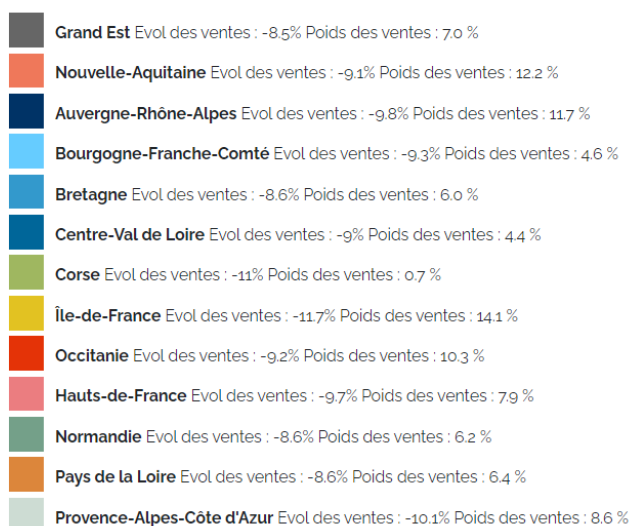 Grand Est Evol des ventes : -8.5% Poids des ventes : 7.0 %
Nouvelle-Aquitaine Evol des ventes : -9.1% Poids des ventes : 12.2 %
Auvergne-Rhône-Alpes Evol des ventes : -9.8% Poids des ventes : 11.7 %
Bourgogne-Franche-Comté Evol des ventes : -9.3% Poids des ventes : 4.6 %
Bretagne Evol des ventes : -8.6% Poids des ventes : 6.0 %
Centre-Val de Loire Evol des ventes : -9% Poids des ventes : 4.4 %
Corse Evol des ventes : -11% Poids des ventes : 0.7 %
Île-de-France Evol des ventes : -11.7% Poids des ventes : 14.1 %
Occitanie Evol des ventes : -9.2% Poids des ventes : 10.3 %
Hauts-de-France Evol des ventes : -9.7% Poids des ventes : 7.9 %
Normandie Evol des ventes : -8.6% Poids des ventes : 6.2 %
Pays de la Loire Evol des ventes : -8.6% Poids des ventes : 6.4 %
Provence-Alpes-Côte d'Azur Evol des ventes : -10.1% Poids des ventes : 8.6 %